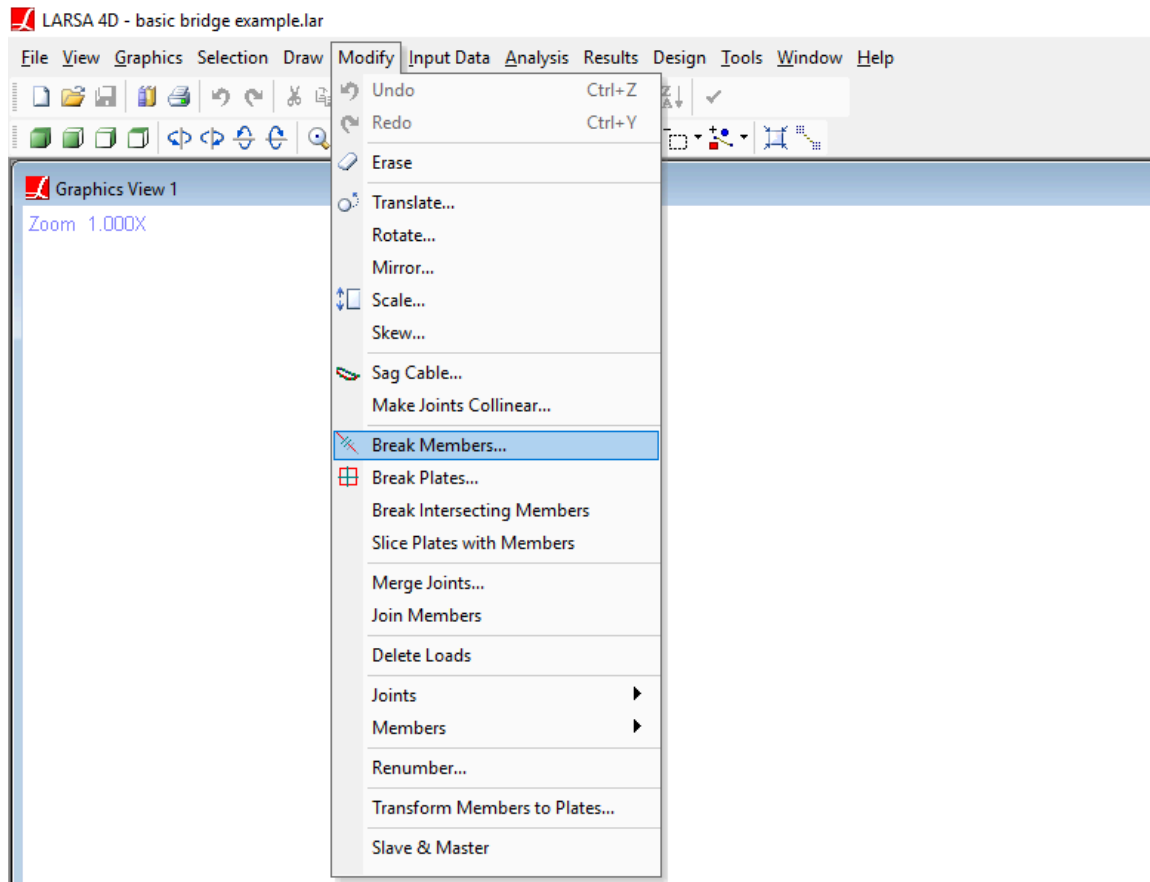 LARSA 4D - basic bridge example.lar
File View Graphics Selection Draw Modify Input Data Analysis Results Design Tools Window Help
Undo Ctrl+Z
Redo Ctrl+Y
Erase
Graphics View 1
Translate...
Zoom 1.000X
Rotate...
Mirror...
Scale...
Skew...
Sag Cable...
Make Joints Collinear...
Break Members...
Break Plates...
Break Intersecting Members
Slice Plates with Members
Merge Joints...
Join Members
Delete Loads
Joints
Members
Renumber...
Transform Members to Plates...
Slave & Master